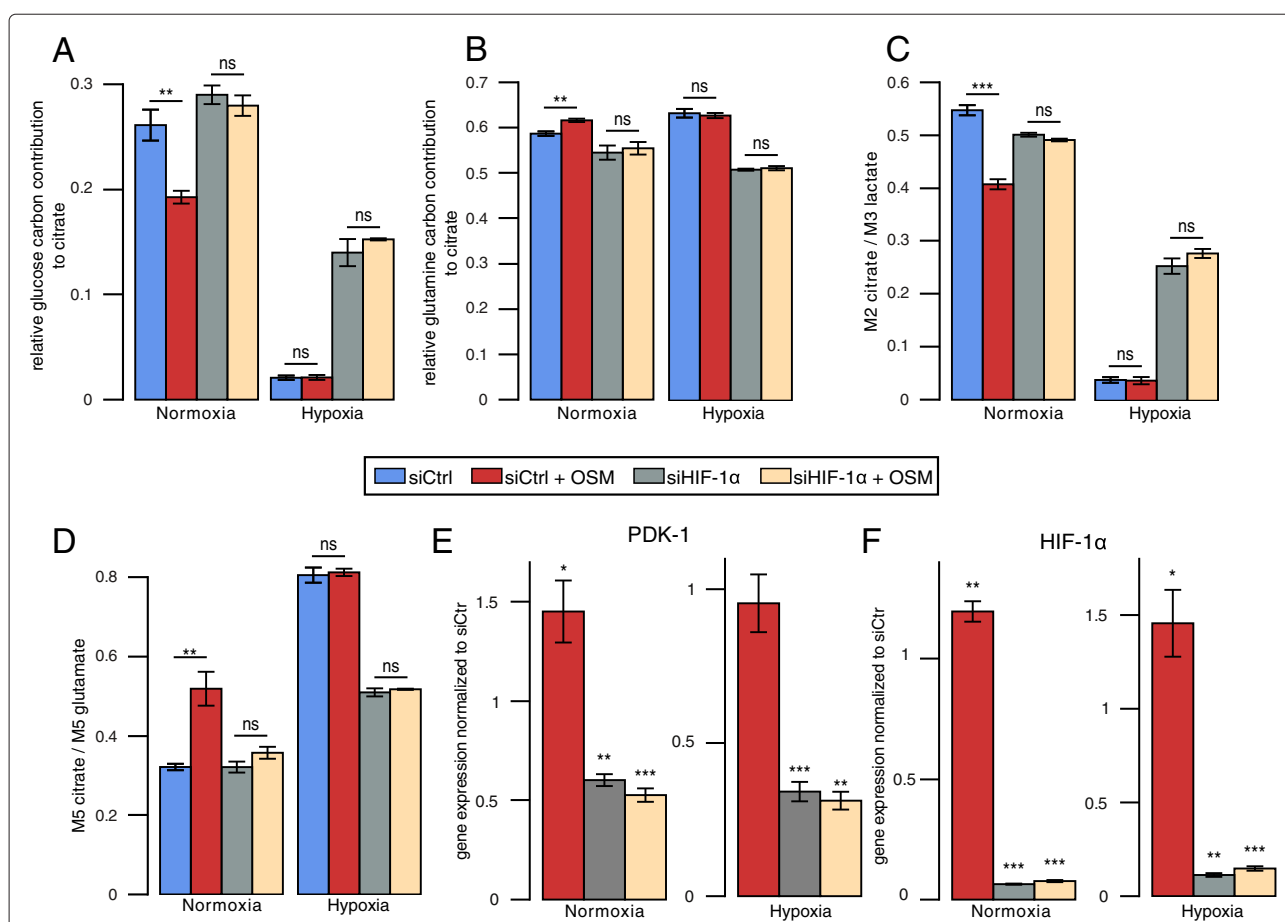 A
relative glucose carbon contribution
to citrate
0.3
0.2
0.1
0
**
ns
ns
ns
Normoxia
Hypoxia
B
relative glutamine carbon contribution
to citrate
0.7
0.6
0.5
0.4
0.3
0.2
0.1
0
**
ns
ns
ns
Normoxia
Hypoxia
C
M2 citrate / M3 lactate
0.6
0.5
0.4
0.3
0.2
0.1
0
***
ns
ns
ns
Normoxia
Hypoxia
siCtrl
siCtrl + OSM
siHIF-1α
siHIF-1α + OSM
D
M5 citrate / M5 glutamate
0.8
0.6
0.4
0.2
0
**
ns
ns
ns
Normoxia
Hypoxia
E
PDK-1
gene expression normalized to siCtr
1.5
1
0.5
0
*
**
***
Normoxia
1
0.5
0
***
**
Hypoxia
F
HIF-1α
gene expression normalized to siCtr
1
0.5
0
**
***
***
Normoxia
1.5
1
0.5
0
*
**
***
Hypoxia